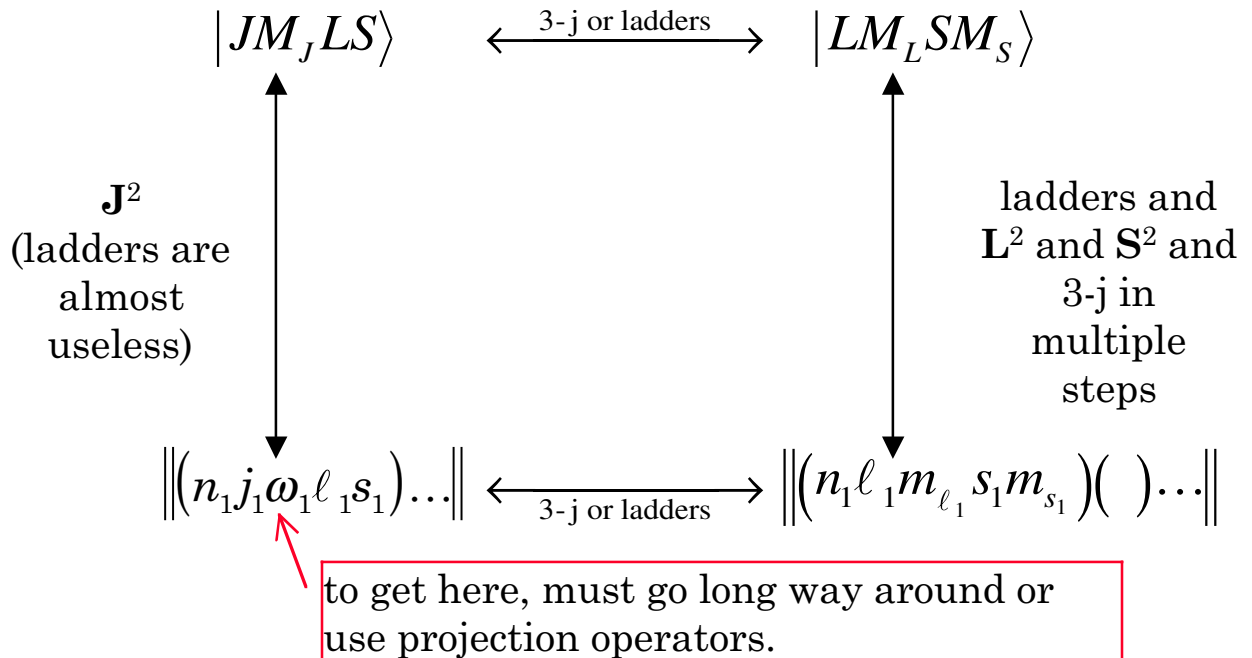 |JM_J LS⟩
3-j or ladders
|LM_L SM_S⟩
J²
(ladders are
almost
useless)
ladders and
L² and S² and
3-j in
multiple
steps
‖(n₁j₁ω₁ℓ₁s₁)…‖
3-j or ladders
‖(n₁ℓ₁m_ℓ₁ s₁m_s₁)( )…‖
to get here, must go long way around or
use projection operators.